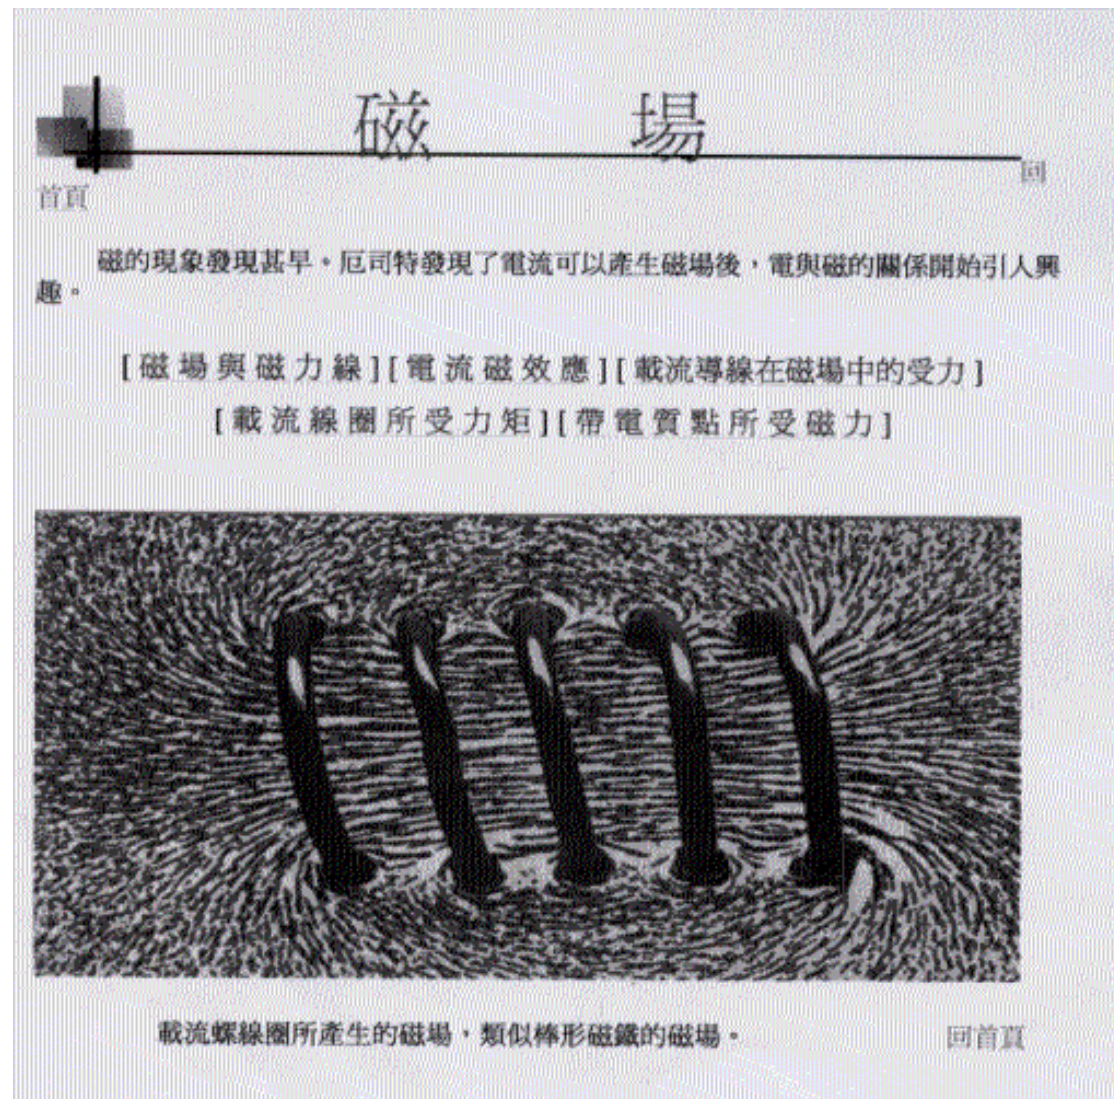 磁 場
回
首頁
磁的現象發現甚早。厄司特發現了電流可以產生磁場後，電與磁的關係開始引人興
趣。
[ 磁 場 與 磁 力 線 ] [ 電 流 磁 效 應 ] [ 載流導線在磁場中的受力 ]
[ 載 流 線 圈 所 受 力 矩 ] [ 帶 電 質 點 所 受 磁 力 ]
載流螺線圈所產生的磁場，類似棒形磁鐵的磁場。 回首頁